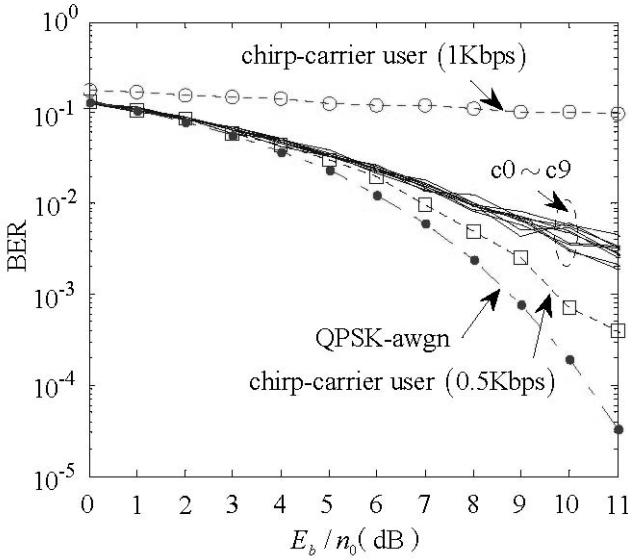 10^0
chirp-carrier user (1Kbps)
10^-1
c0 ~ c9
10^-2
BER
10^-3
QPSK-awgn
chirp-carrier user (0.5Kbps)
10^-4
10^-5
0 1 2 3 4 5 6 7 8 9 10 11
E_b / n_0 (dB)